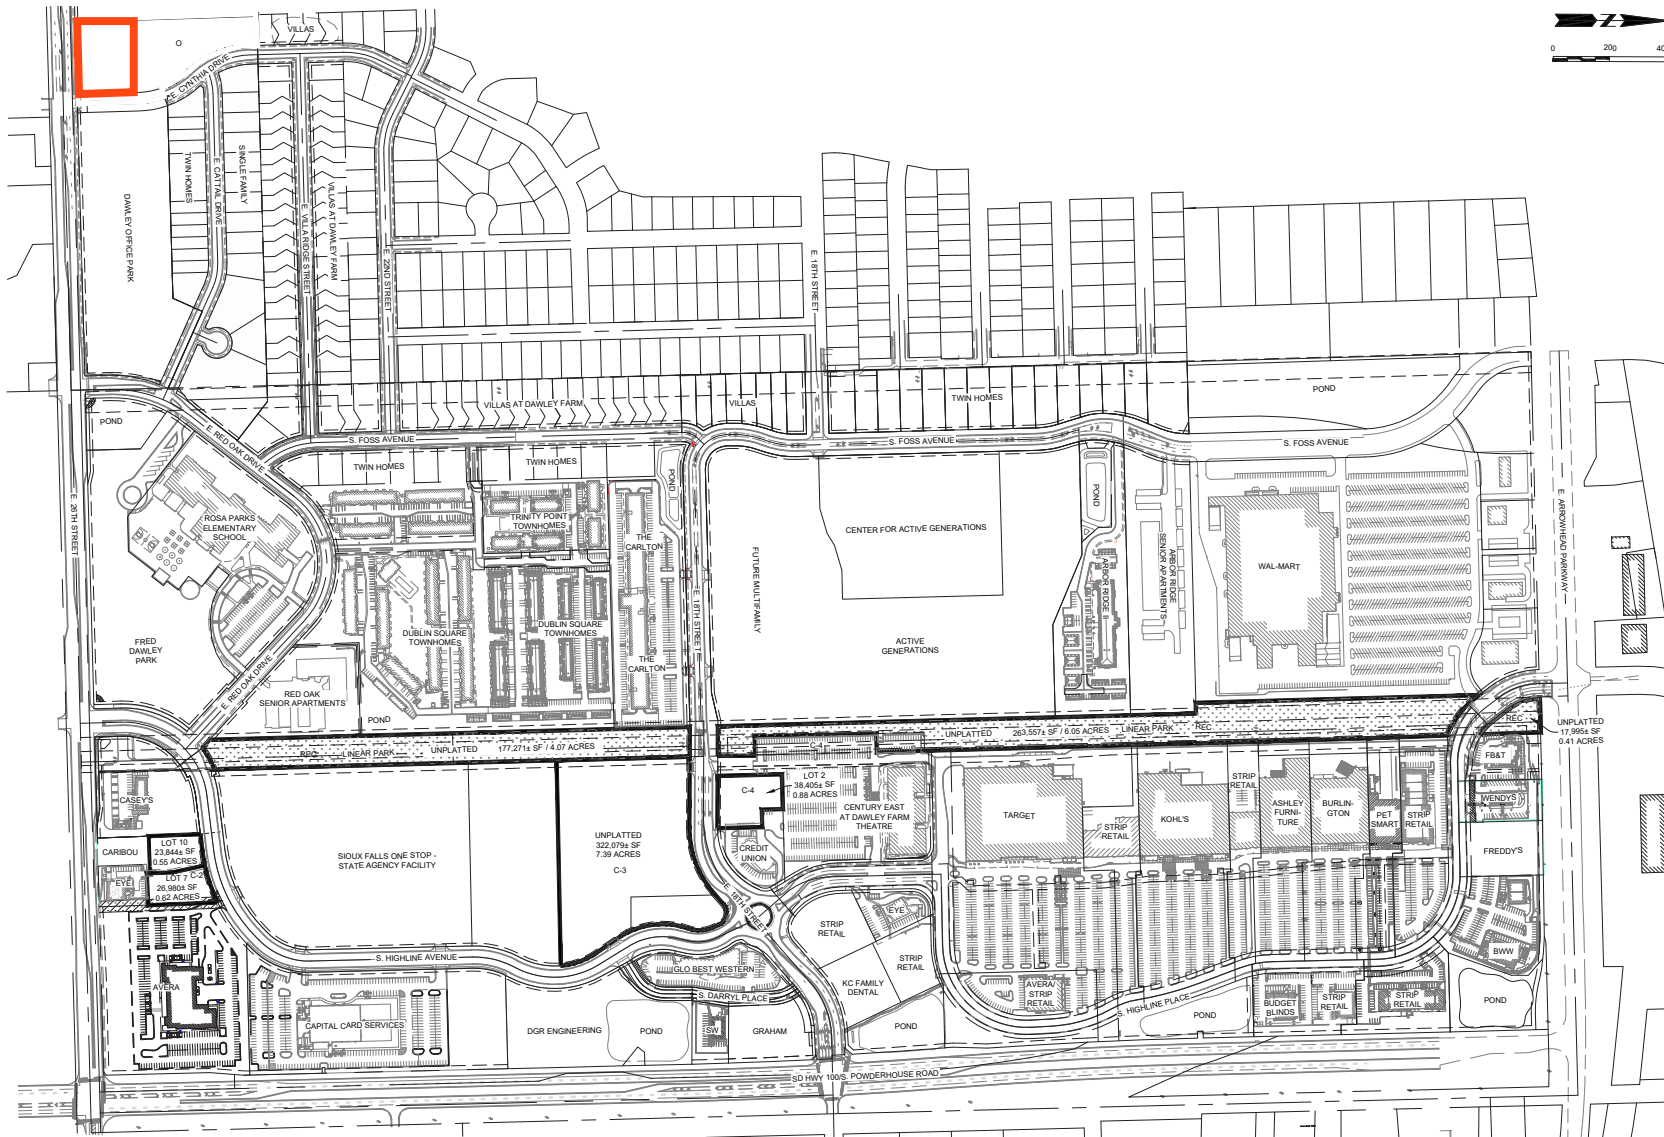 VILLAS
O
Z
0 200 40
E. CYNTHIA DRIVE
TWIN HOMES
E. CATTAIL DRIVE
SINGLE FAMILY
DAWLEY OFFICE PARK
E. VILLA RIDGE STREET
VILLAS AT DAWLEY FARM
E. 22ND STREET
E. 18TH STREET
POND
E. RED OAK DRIVE
VILLAS AT DAWLEY FARM
VILLAS
TWIN HOMES
POND
S. FOSS AVENUE
S. FOSS AVENUE
S. FOSS AVENUE
TWIN HOMES
TWIN HOMES
POND
POND
E. 26TH STREET
ROSA PARKS
ELEMENTARY
SCHOOL
TRINITY POINT
TOWNHOMES
THE
CARLTON
CENTER FOR ACTIVE GENERATIONS
E. ARROWHEAD PARKWAY
FUTURE MULTIFAMILY
ARBOR RIDGE
ARBOR RIDGE
SENIOR APARTMENTS
WAL-MART
E. 18TH STREET
FRED
DAWLEY
PARK
DUBLIN SQUARE
TOWNHOMES
DUBLIN SQUARE
TOWNHOMES
THE
CARLTON
ACTIVE
GENERATIONS
E. RED OAK DRIVE
RED OAK
SENIOR APARTMENTS
POND
REC
LINEAR PARK
UNPLATTED
177,271± SF / 4.07 ACRES
UNPLATTED
263,557± SF / 6.05 ACRES
LINEAR PARK
REC
REC
UNPLATTED
17,995± SF
0.41 ACRES
C-4
FB&T
CASEY'S
C-4
LOT 2
38,405± SF
0.88 ACRES
CENTURY EAST
AT DAWLEY FARM
THEATRE
TARGET
STRIP
RETAIL
KOHL'S
STRIP
RETAIL
ASHLEY
FURNI-
TURE
BURLIN-
GTON
PET
SMART
STRIP
RETAIL
WENDYS
CARIBOU
LOT 10
23,844± SF
0.55 ACRES
EYE
LOT 7
C-2
26,980± SF
0.62 ACRES
SIOUX FALLS ONE STOP -
STATE AGENCY FACILITY
UNPLATTED
322,079± SF
7.39 ACRES
C-3
CREDIT
UNION
FREDDY'S
E. 18TH STREET
EYE
STRIP
RETAIL
STRIP
RETAIL
BWW
S. HIGHLINE AVENUE
GLO BEST WESTERN
KC FAMILY
DENTAL
AVERA
S. DARRYL PLACE
AVERA/
STRIP
RETAIL
S. HIGHLINE PLACE
BUDGET
BLINDS
STRIP
RETAIL
STRIP
RETAIL
POND
CAPITAL CARD SERVICES
DGR ENGINEERING
POND
SW
GRAHAM
POND
POND
SD HWY 100/S. POWDERHOUSE ROAD